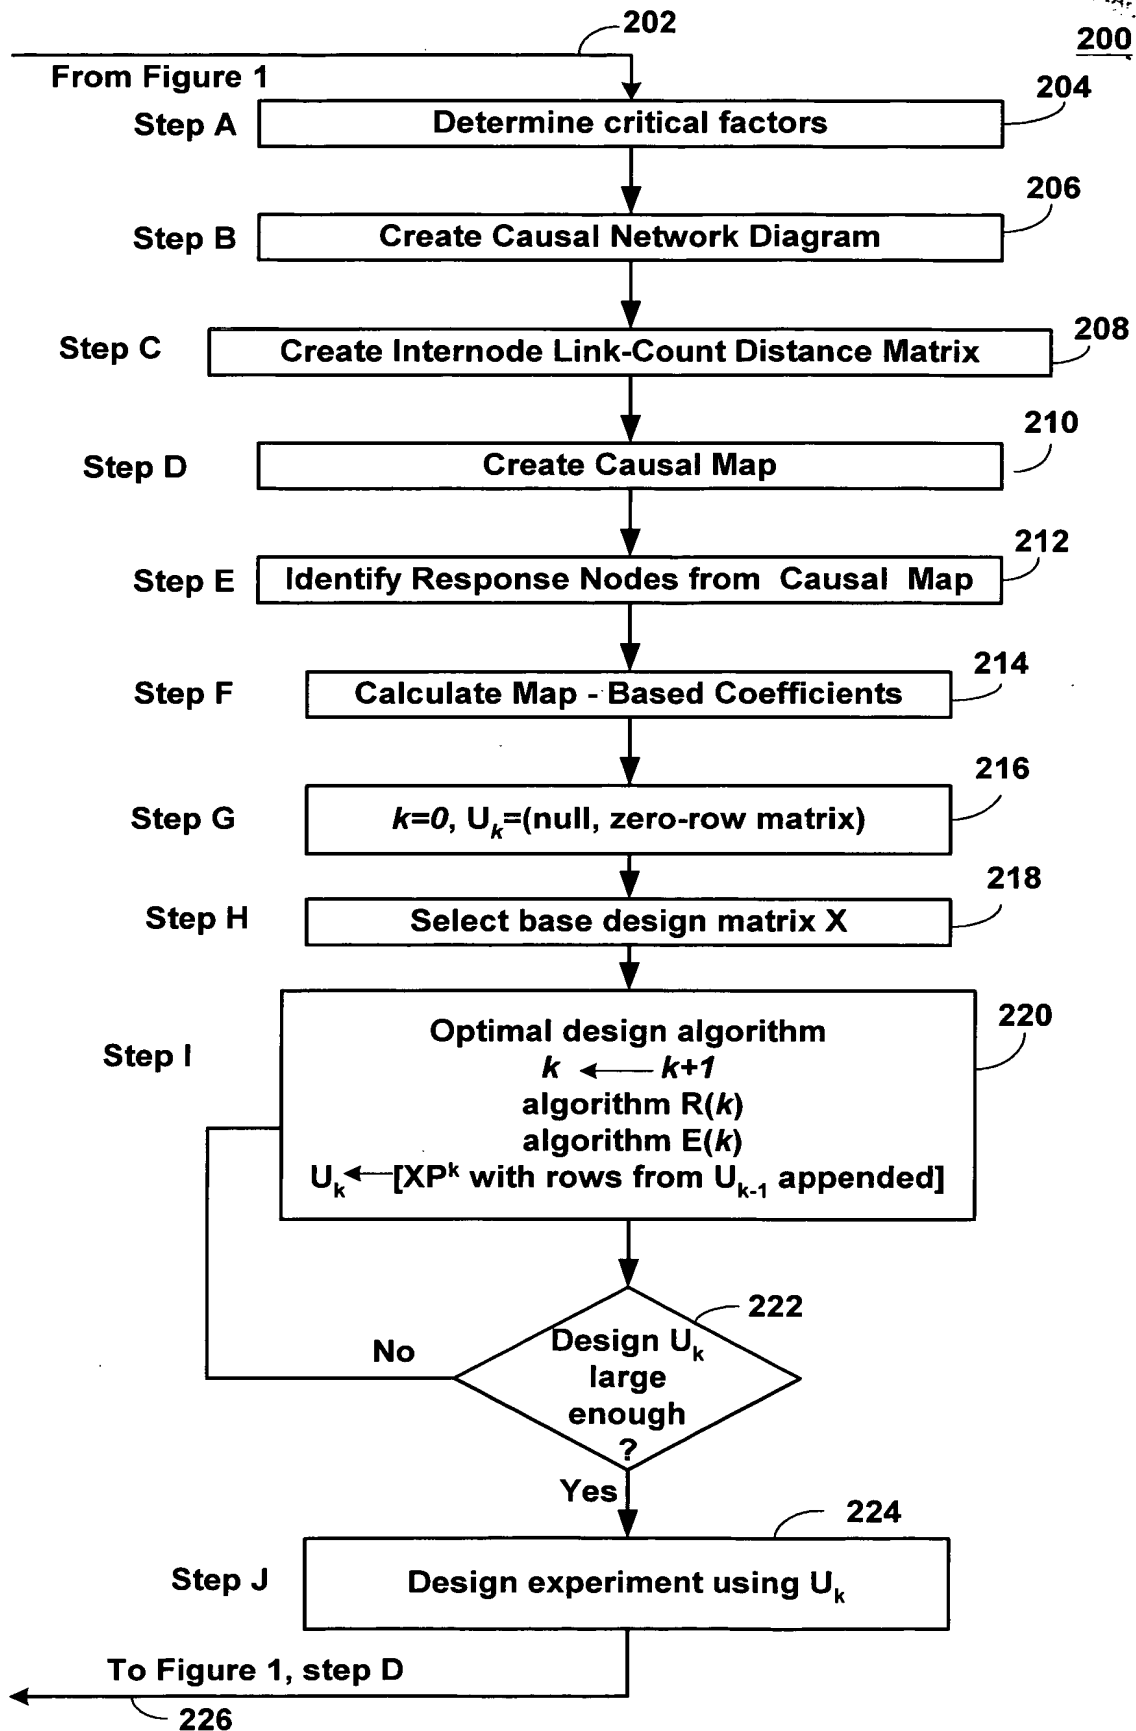 202
200
From Figure 1
204
Step A
Determine critical factors
206
Step B
Create Causal Network Diagram
208
Step C
Create Internode Link-Count Distance Matrix
210
Step D
Create Causal Map
212
Step E
Identify Response Nodes from Causal Map
214
Step F
Calculate Map - Based Coefficients
216
Step G
k=0, Uk=(null, zero-row matrix)
218
Step H
Select base design matrix X
220
Step I
Optimal design algorithm
k ← k+1
algorithm R(k)
algorithm E(k)
Uk ← [XP^k with rows from Uk-1 appended]
222
No
Design Uk
large
enough
?
Yes
224
Step J
Design experiment using Uk
To Figure 1, step D
226